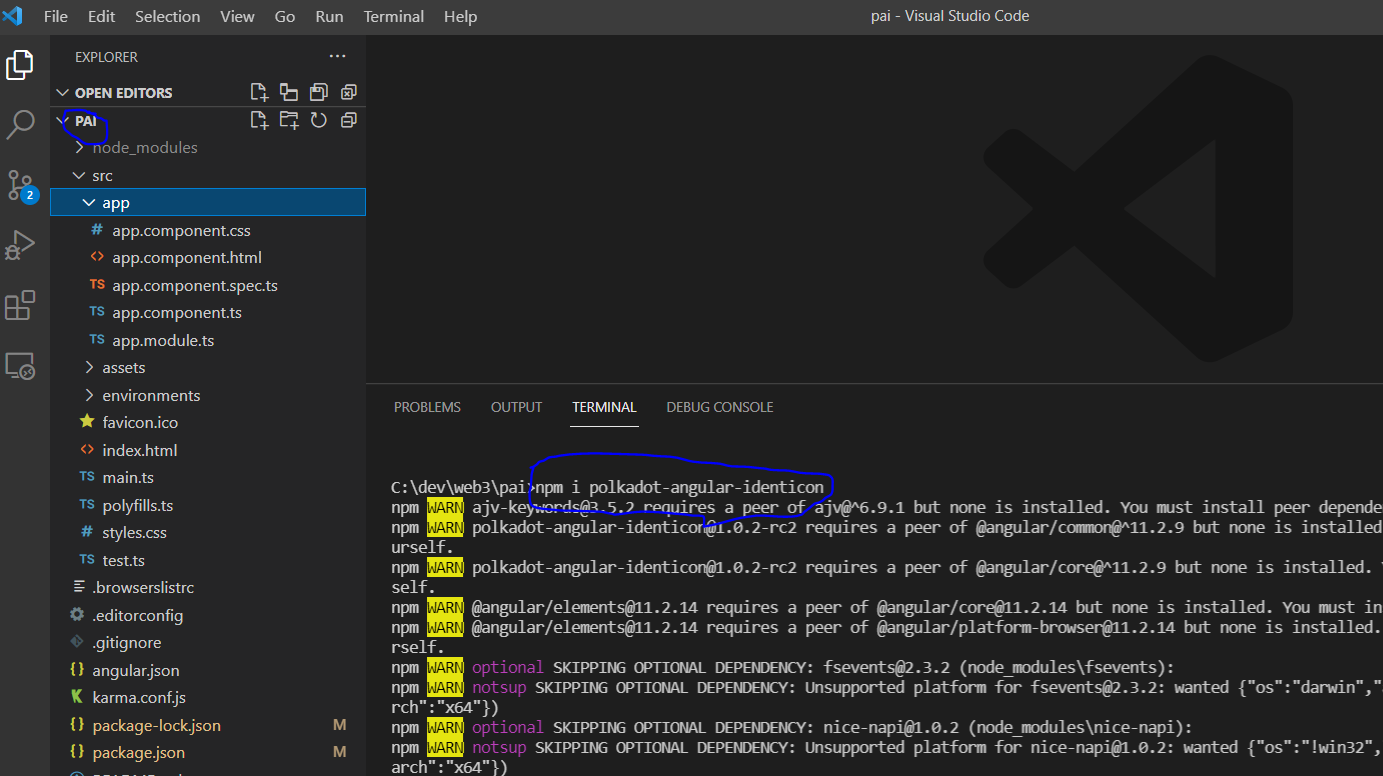 File Edit Selection View Go Run Terminal Help
pai - Visual Studio Code
EXPLORER
OPEN EDITORS
PAI
node_modules
src
app
# app.component.css
<> app.component.html
TS app.component.spec.ts
TS app.component.ts
TS app.module.ts
assets
environments
favicon.ico
<> index.html
TS main.ts
TS polyfills.ts
# styles.css
TS test.ts
.browserslistrc
.editorconfig
.gitignore
{} angular.json
K karma.conf.js
{} package-lock.json M
{} package.json M
2
PROBLEMS OUTPUT TERMINAL DEBUG CONSOLE
C:\dev\web3\pai>npm i polkadot-angular-identicon
npm WARN ajv-keywords@3.5.2 requires a peer of ajv@^6.9.1 but none is installed. You must install peer depende
npm WARN polkadot-angular-identicon@1.0.2-rc2 requires a peer of @angular/common@^11.2.9 but none is installed
urself.
npm WARN polkadot-angular-identicon@1.0.2-rc2 requires a peer of @angular/core@^11.2.9 but none is installed.
self.
npm WARN @angular/elements@11.2.14 requires a peer of @angular/core@11.2.14 but none is installed. You must in
npm WARN @angular/elements@11.2.14 requires a peer of @angular/platform-browser@11.2.14 but none is installed.
rself.
npm WARN optional SKIPPING OPTIONAL DEPENDENCY: fsevents@2.3.2 (node_modules\fsevents):
npm WARN notsup SKIPPING OPTIONAL DEPENDENCY: Unsupported platform for fsevents@2.3.2: wanted {"os":"darwin","
rch":"x64"})
npm WARN optional SKIPPING OPTIONAL DEPENDENCY: nice-napi@1.0.2 (node_modules\nice-napi):
npm WARN notsup SKIPPING OPTIONAL DEPENDENCY: Unsupported platform for nice-napi@1.0.2: wanted {"os":"!win32",
arch":"x64"})